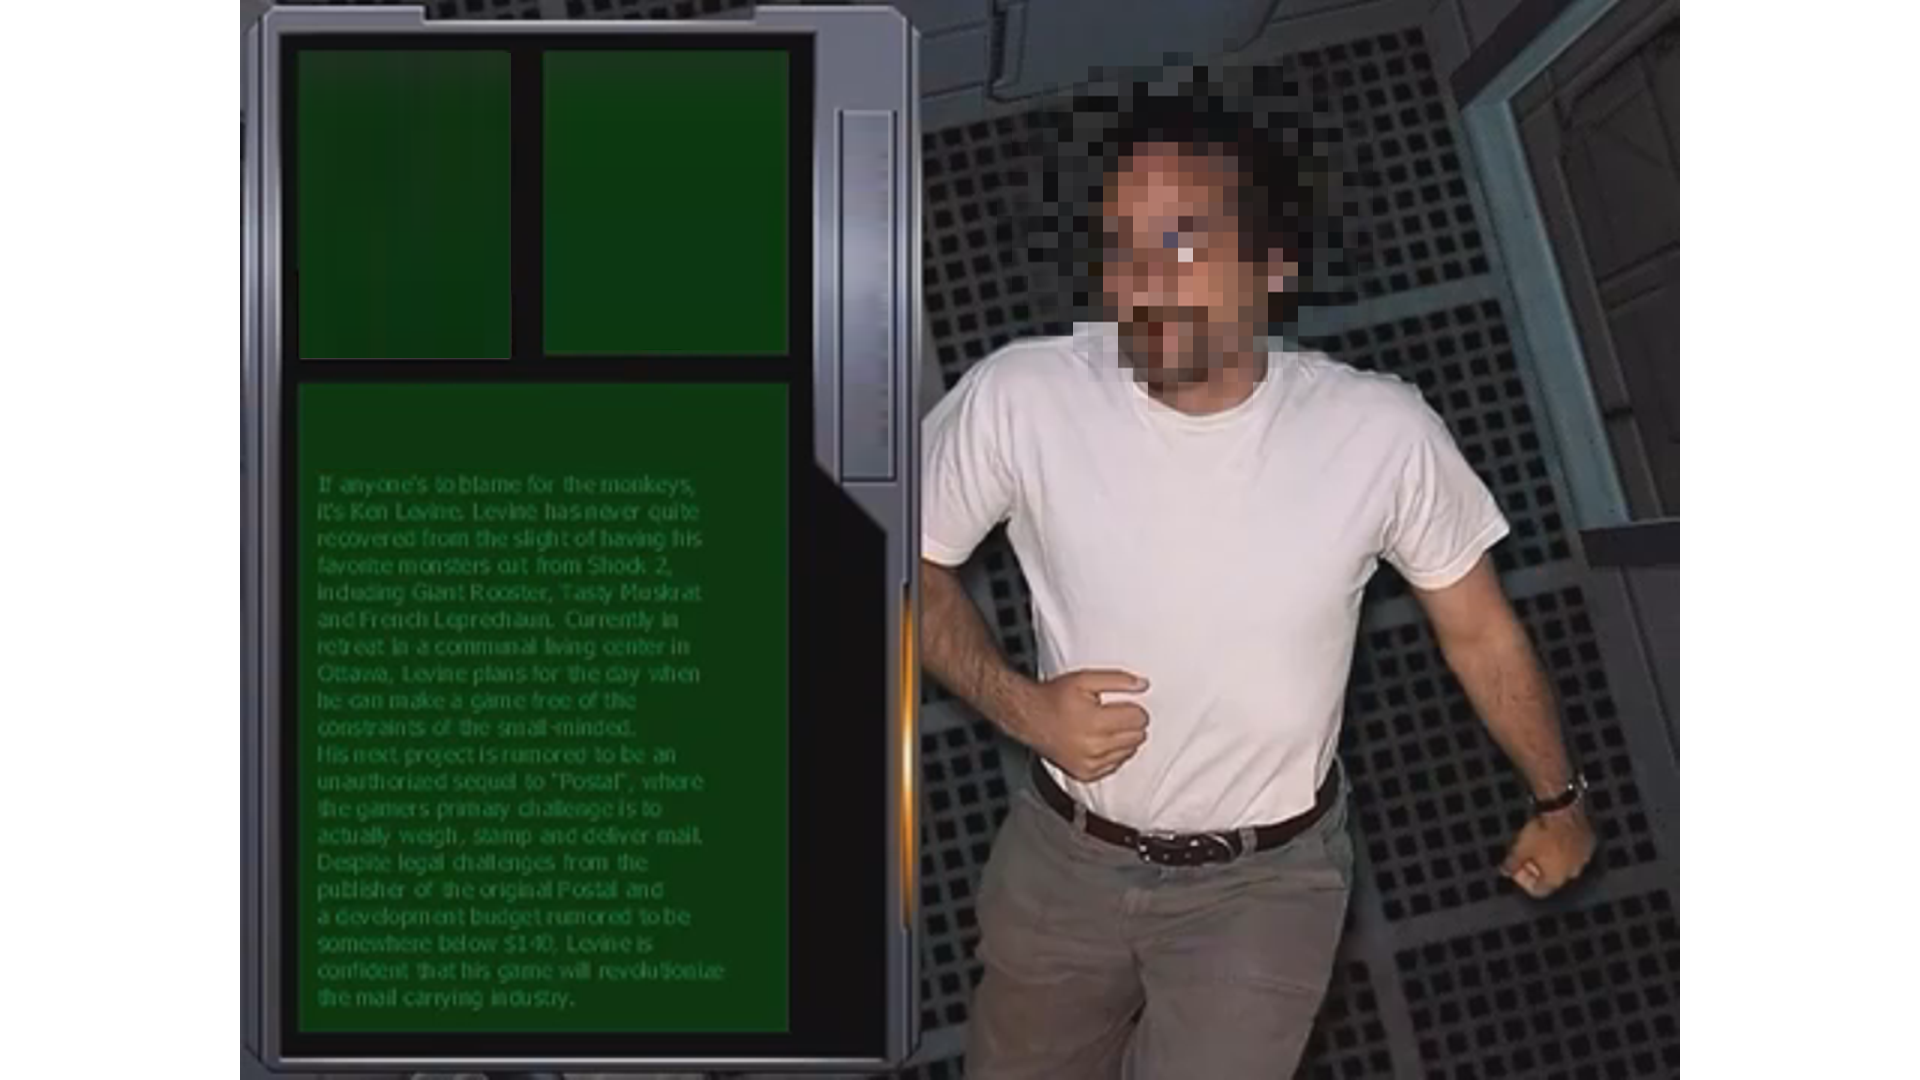 If anyone's to blame for the monkeys,
it's Ken Levine. Levine has never quite
recovered from the slight of having his
favorite monsters cut from Shock 2,
including Giant Rooster, Tasty Muskrat
and French Leprechaun. Currently in
retreat in a communal living center in
Ottawa, Levine plans for the day when
he can make a game free of the
constraints of the small-minded.
His next project is rumored to be an
unauthorized sequel to "Postal", where
the gamers primary challenge is to
actually weigh, stamp and deliver mail.
Despite legal challenges from the
publisher of the original Postal and
a development budget rumored to be
somewhere below $140, Levine is
confident that his game will revolutionize
the mail carrying industry.